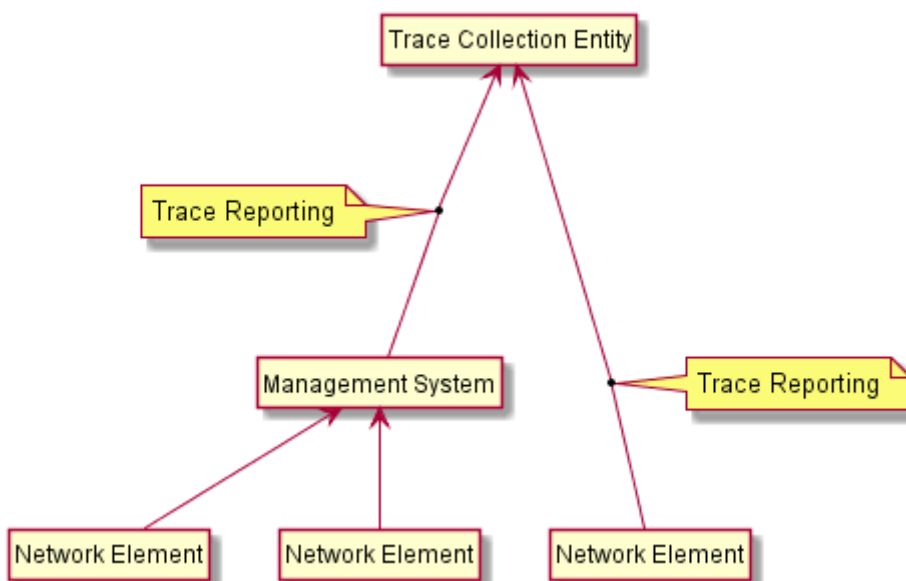 Trace Collection Entity
Trace Reporting
Management System
Trace Reporting
Network Element
Network Element
Network Element